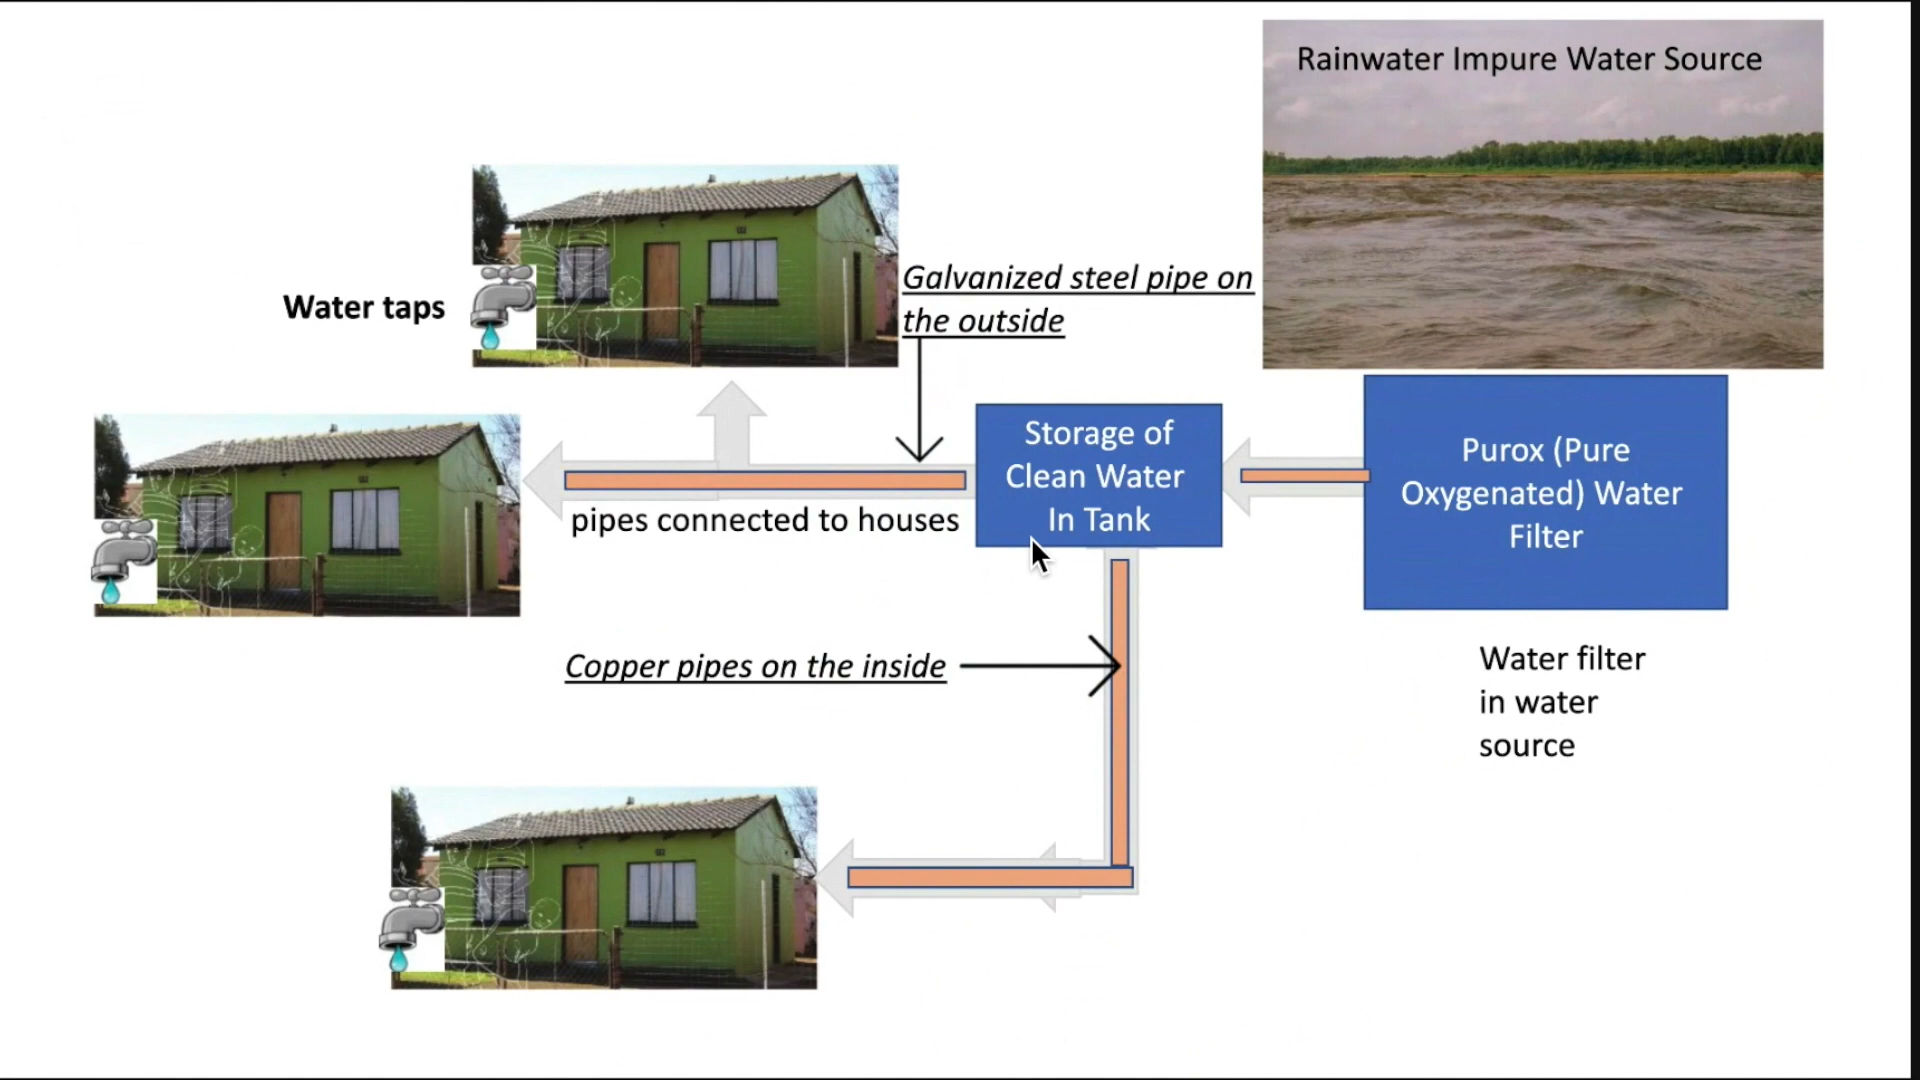 Rainwater Impure Water Source
Galvanized steel pipe on
the outside
Water taps
Storage of
Clean Water
In Tank
Purox (Pure
Oxygenated) Water
Filter
pipes connected to houses
Copper pipes on the inside
Water filter
in water
source